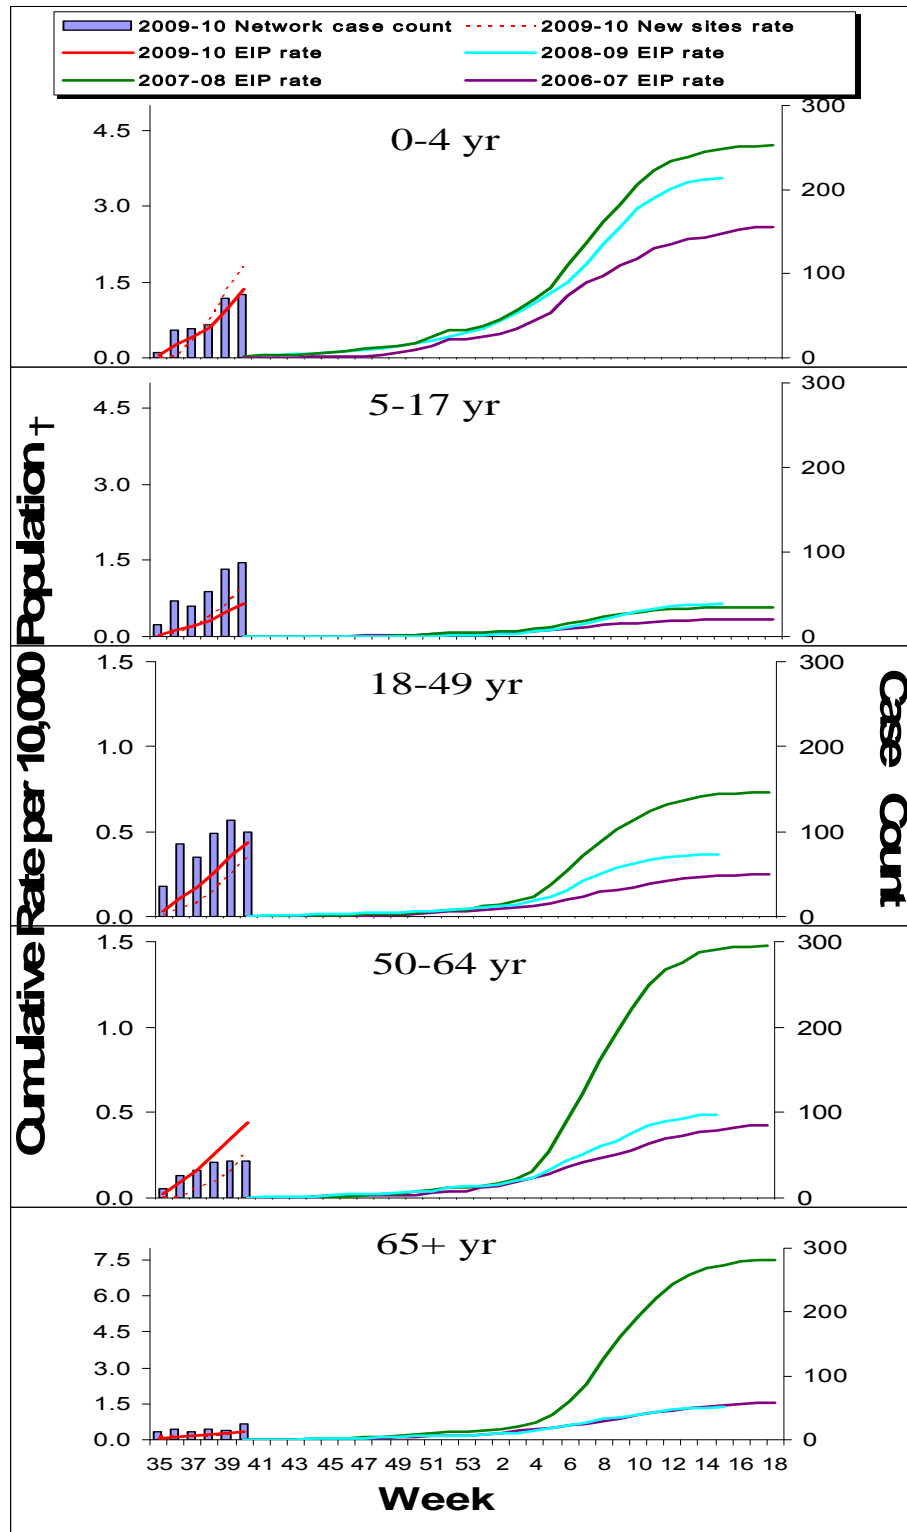 2009-10 Network case count 2009-10 New sites rate
2009-10 EIP rate 2008-09 EIP rate
2007-08 EIP rate 2006-07 EIP rate
Cumulative Rate per 10,000 Population †
Case Count
0-4 yr
4.5 300
3.0 200
1.5 100
0.0 0
5-17 yr
4.5 300
3.0 200
1.5 100
0.0 0
18-49 yr
1.5 300
1.0 200
0.5 100
0.0 0
50-64 yr
1.5 300
1.0 200
0.5 100
0.0 0
65+ yr
7.5 300
6.0 200
4.5
3.0 100
1.5
0.0 0
35 37 39 41 43 45 47 49 51 53 2 4 6 8 10 12 14 16 18
Week